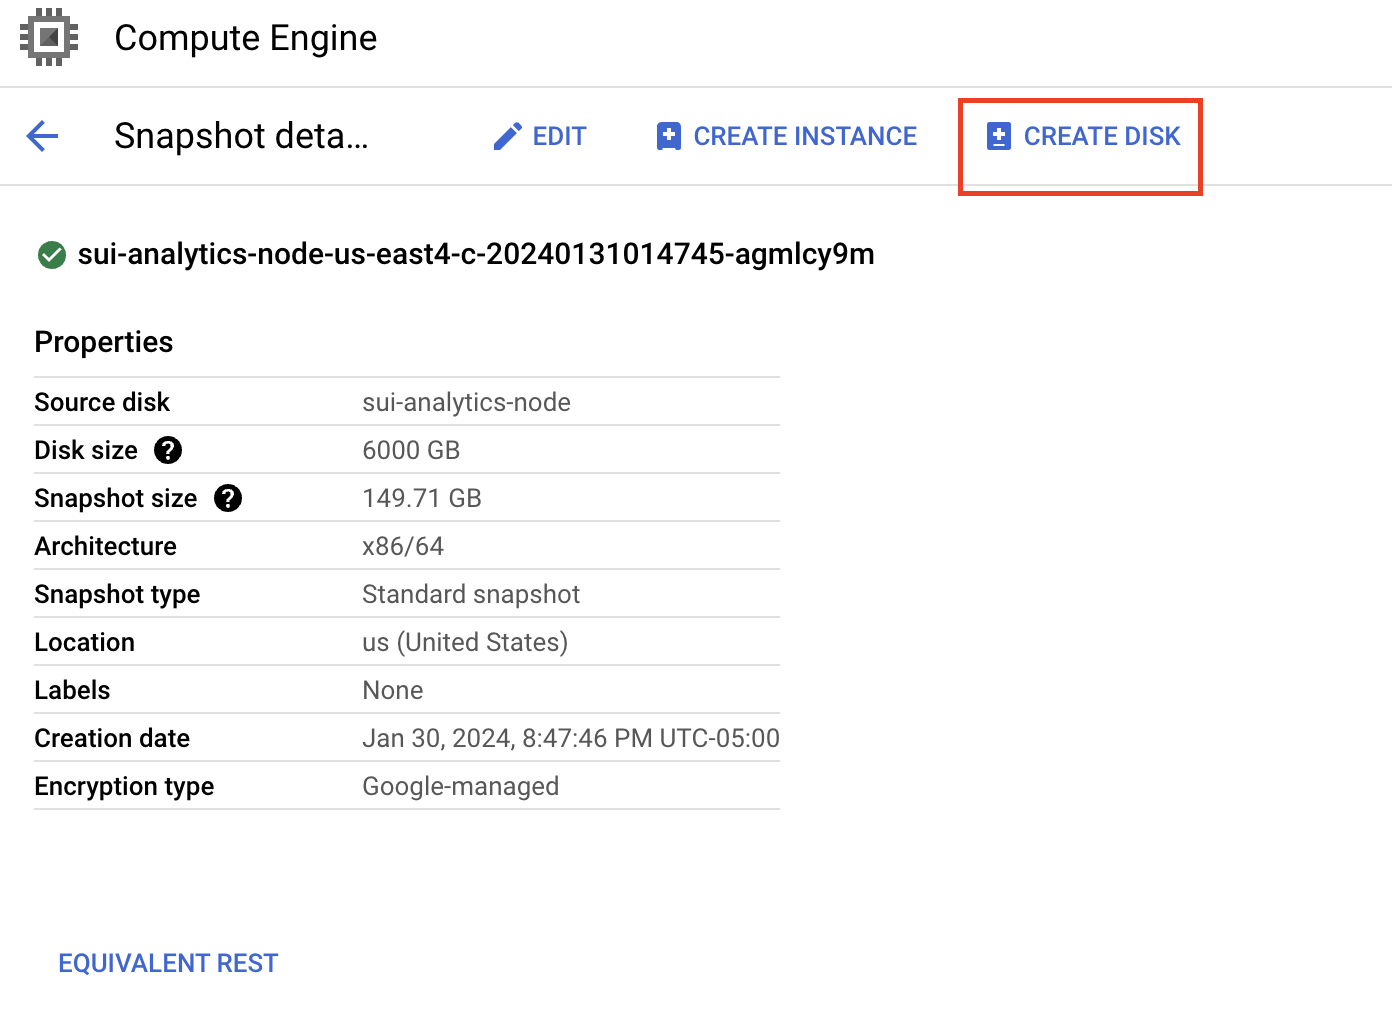 Compute Engine
Snapshot deta... EDIT CREATE INSTANCE CREATE DISK
sui-analytics-node-us-east4-c-20240131014745-agmlcy9m
Properties
Source disk sui-analytics-node
Disk size ? 6000 GB
Snapshot size ? 149.71 GB
Architecture x86/64
Snapshot type Standard snapshot
Location us (United States)
Labels None
Creation date Jan 30, 2024, 8:47:46 PM UTC-05:00
Encryption type Google-managed
EQUIVALENT REST